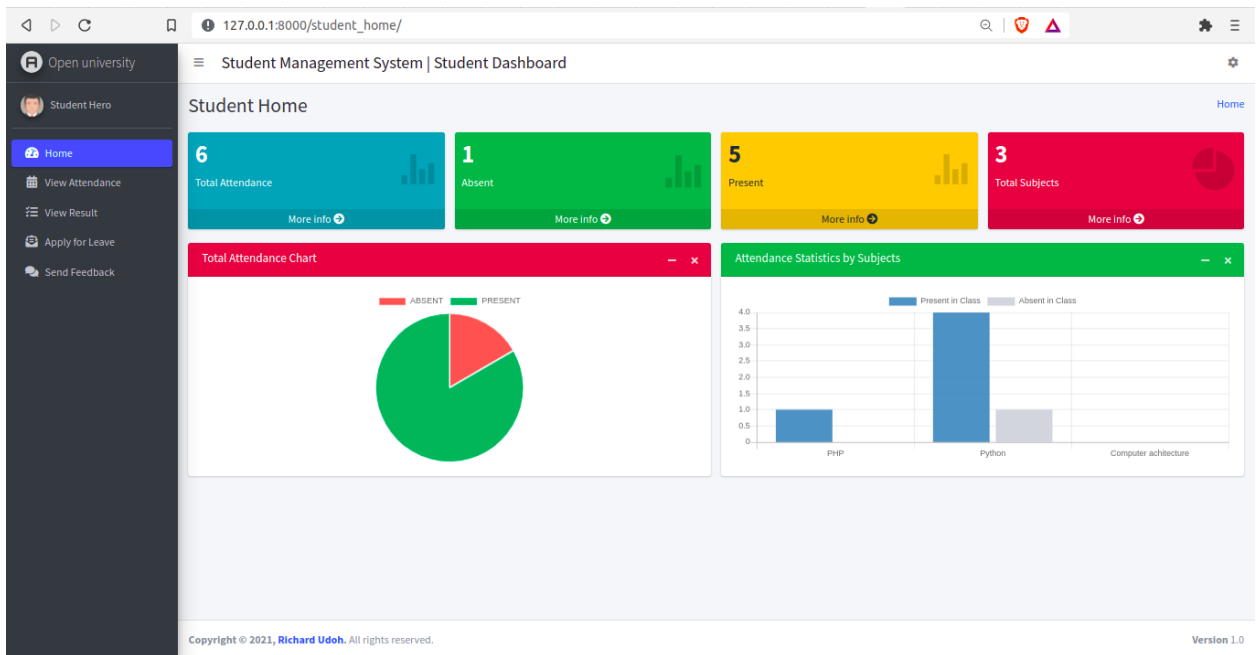 127.0.0.1:8000/student_home/
Open university
Student Management System | Student Dashboard
Student Hero
Student Home
Home
Home
View Attendance
View Result
Apply for Leave
Send Feedback
6
Total Attendance
More info
1
Absent
More info
5
Present
More info
3
Total Subjects
More info
Total Attendance Chart
ABSENT PRESENT
Attendance Statistics by Subjects
Present in Class Absent in Class
4.0
3.5
3.0
2.5
2.0
1.5
1.0
0.5
0
PHP Python Computer achitecture
Copyright © 2021, Richard Udoh. All rights reserved.
Version 1.0